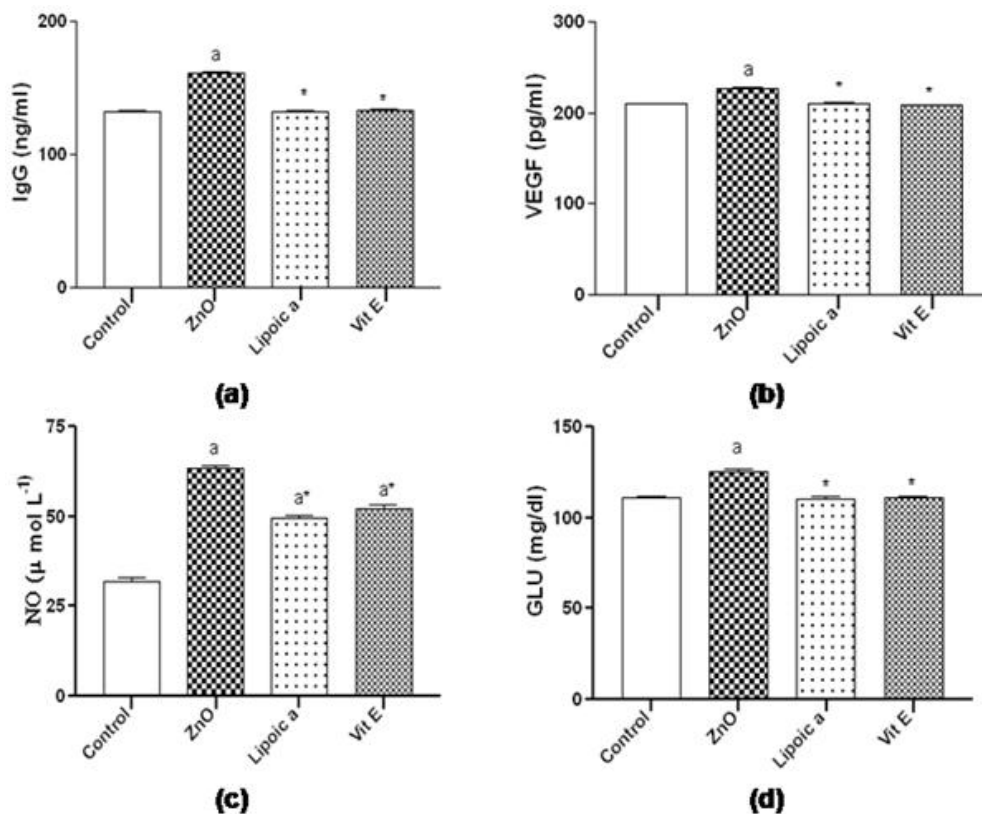 200
100
0
IgG (ng/ml)
a
*
*
Control
ZnO
Lipoic a
Vit E
(a)
300
200
100
0
VEGF (pg/ml)
a
*
*
Control
ZnO
Lipoic a
Vit E
(b)
75
50
25
0
NO (μ mol L⁻¹)
a
a*
a*
Control
ZnO
Lipoic a
Vit E
(c)
150
100
50
0
GLU (mg/dl)
a
*
*
Control
ZnO
Lipoic a
Vit E
(d)